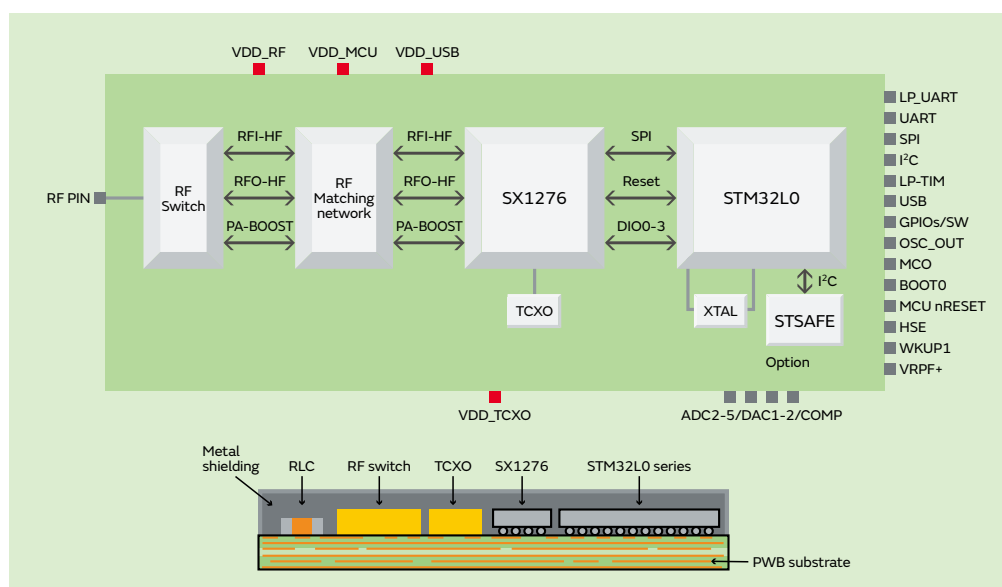 VDD_RF
VDD_MCU
VDD_USB
LP_UART
UART
SPI
I²C
LP-TIM
USB
GPIOs/SW
OSC_OUT
MCO
BOOT0
MCU nRESET
HSE
WKUP1
VRPF+
RF PIN
RF
Switch
RFI-HF
RFO-HF
PA-BOOST
RF
Matching
network
RFI-HF
RFO-HF
PA-BOOST
SX1276
SPI
Reset
DIO0-3
STM32L0
TCXO
XTAL
I²C
STSAFE
Option
VDD_TCXO
ADC2-5/DAC1-2/COMP
Metal
shielding
RLC
RF switch
TCXO
SX1276
STM32L0 series
PWB substrate